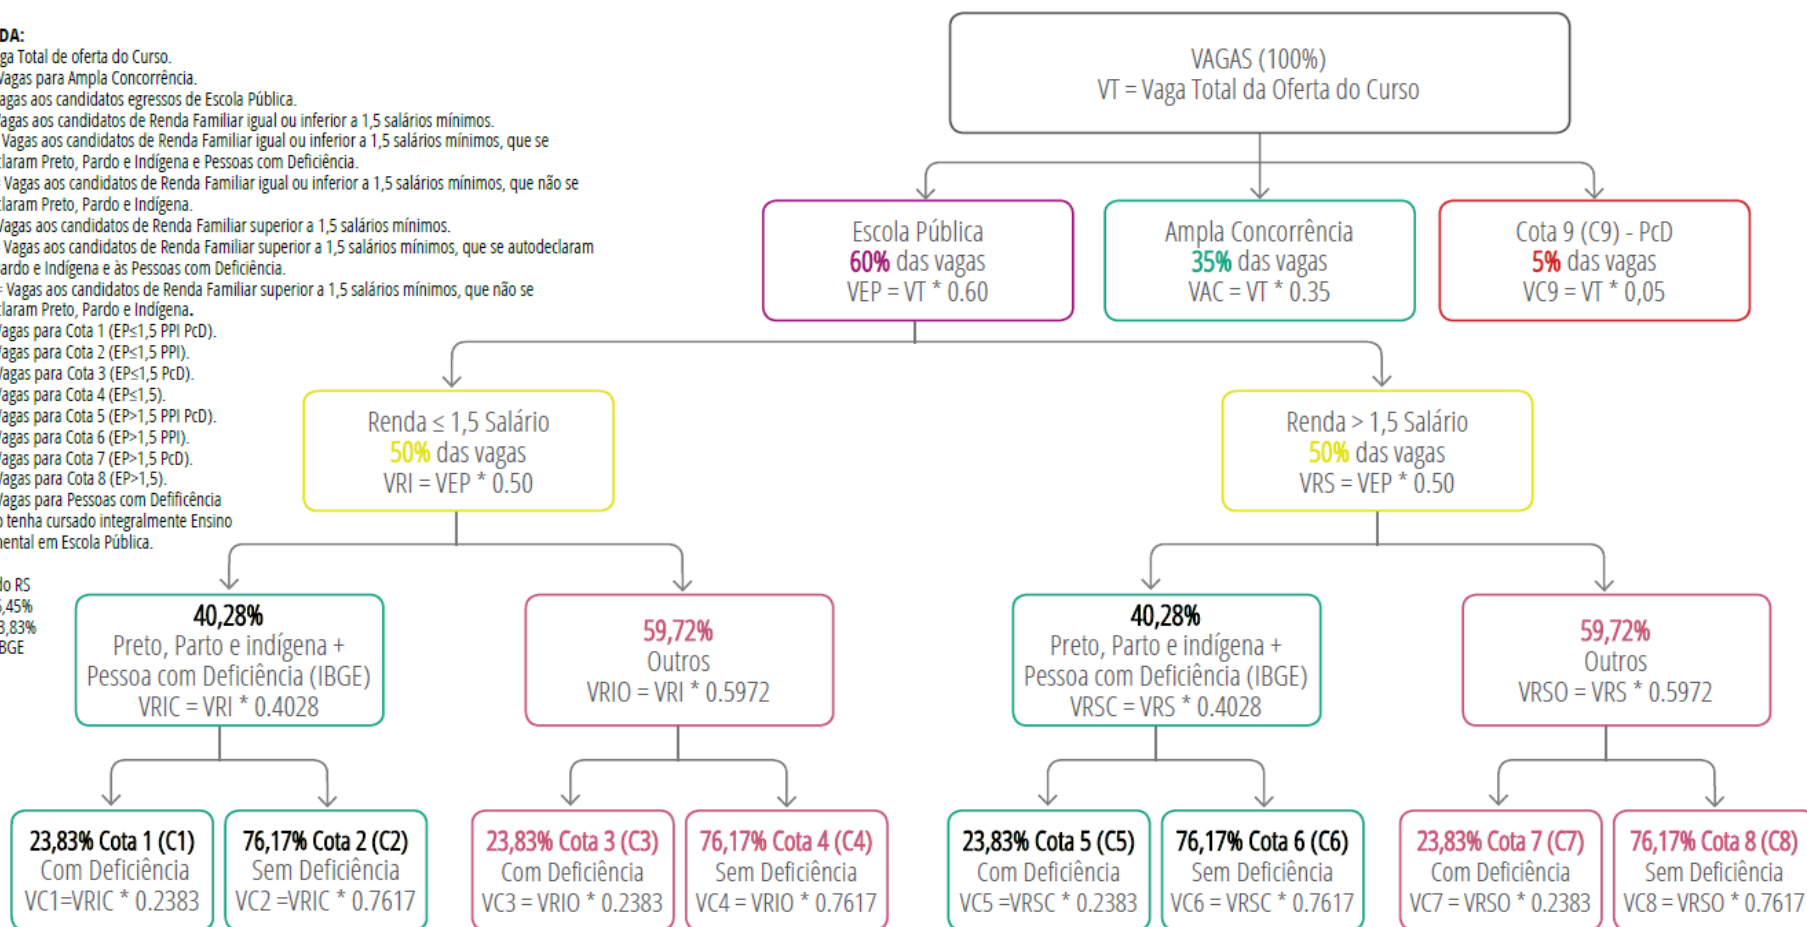 DA:
ga Total de oferta do Curso.
Vagas para Ampla Concorrência.
agas aos candidatos egressos de Escola Pública.
Vagas aos candidatos de Renda Familiar igual ou inferior a 1,5 salários mínimos.
Vagas aos candidatos de Renda Familiar igual ou inferior a 1,5 salários mínimos, que se
laram Preto, Pardo e Indígena e Pessoas com Deficiência.
Vagas aos candidatos de Renda Familiar igual ou inferior a 1,5 salários mínimos, que não se
laram Preto, Pardo e Indígena.
Vagas aos candidatos de Renda Familiar superior a 1,5 salários mínimos.
Vagas aos candidatos de Renda Familiar superior a 1,5 salários mínimos, que se autodeclaram
ardo e Indígena e às Pessoas com Deficiência.
= Vagas aos candidatos de Renda Familiar superior a 1,5 salários mínimos, que não se
laram Preto, Pardo e Indígena.
Vagas para Cota 1 (EP≤1,5 PPI PcD).
Vagas para Cota 2 (EP≤1,5 PPI).
Vagas para Cota 3 (EP≤1,5 PcD).
Vagas para Cota 4 (EP≤1,5).
Vagas para Cota 5 (EP>1,5 PPI PcD).
Vagas para Cota 6 (EP>1,5 PPI).
Vagas para Cota 7 (EP>1,5 PcD).
Vagas para Cota 8 (EP>1,5).
Vagas para Pessoas com Defificência
o tenha cursado integralmente Ensino
mental em Escola Pública.
do RS
,45%
3,83%
BGE
VAGAS (100%)
VT = Vaga Total da Oferta do Curso
Escola Pública
60% das vagas
VEP = VT * 0.60
Ampla Concorrência
35% das vagas
VAC = VT * 0.35
Cota 9 (C9) - PcD
5% das vagas
VC9 = VT * 0,05
Renda ≤ 1,5 Salário
50% das vagas
VRI = VEP * 0.50
Renda > 1,5 Salário
50% das vagas
VRS = VEP * 0.50
40,28%
Preto, Parto e indígena +
Pessoa com Deficiência (IBGE)
VRIC = VRI * 0.4028
59,72%
Outros
VRIO = VRI * 0.5972
40,28%
Preto, Parto e indígena +
Pessoa com Deficiência (IBGE)
VRSC = VRS * 0.4028
59,72%
Outros
VRSO = VRS * 0.5972
23,83% Cota 1 (C1)
Com Deficiência
VC1=VRIC * 0.2383
76,17% Cota 2 (C2)
Sem Deficiência
VC2 =VRIC * 0.7617
23,83% Cota 3 (C3)
Com Deficiência
VC3 = VRIO * 0.2383
76,17% Cota 4 (C4)
Sem Deficiência
VC4 = VRIO * 0.7617
23,83% Cota 5 (C5)
Com Deficiência
VC5 =VRSC * 0.2383
76,17% Cota 6 (C6)
Sem Deficiência
VC6 = VRSC * 0.7617
23,83% Cota 7 (C7)
Com Deficiência
VC7 = VRSO * 0.2383
76,17% Cota 8 (C8)
Sem Deficiência
VC8 = VRSO * 0.7617